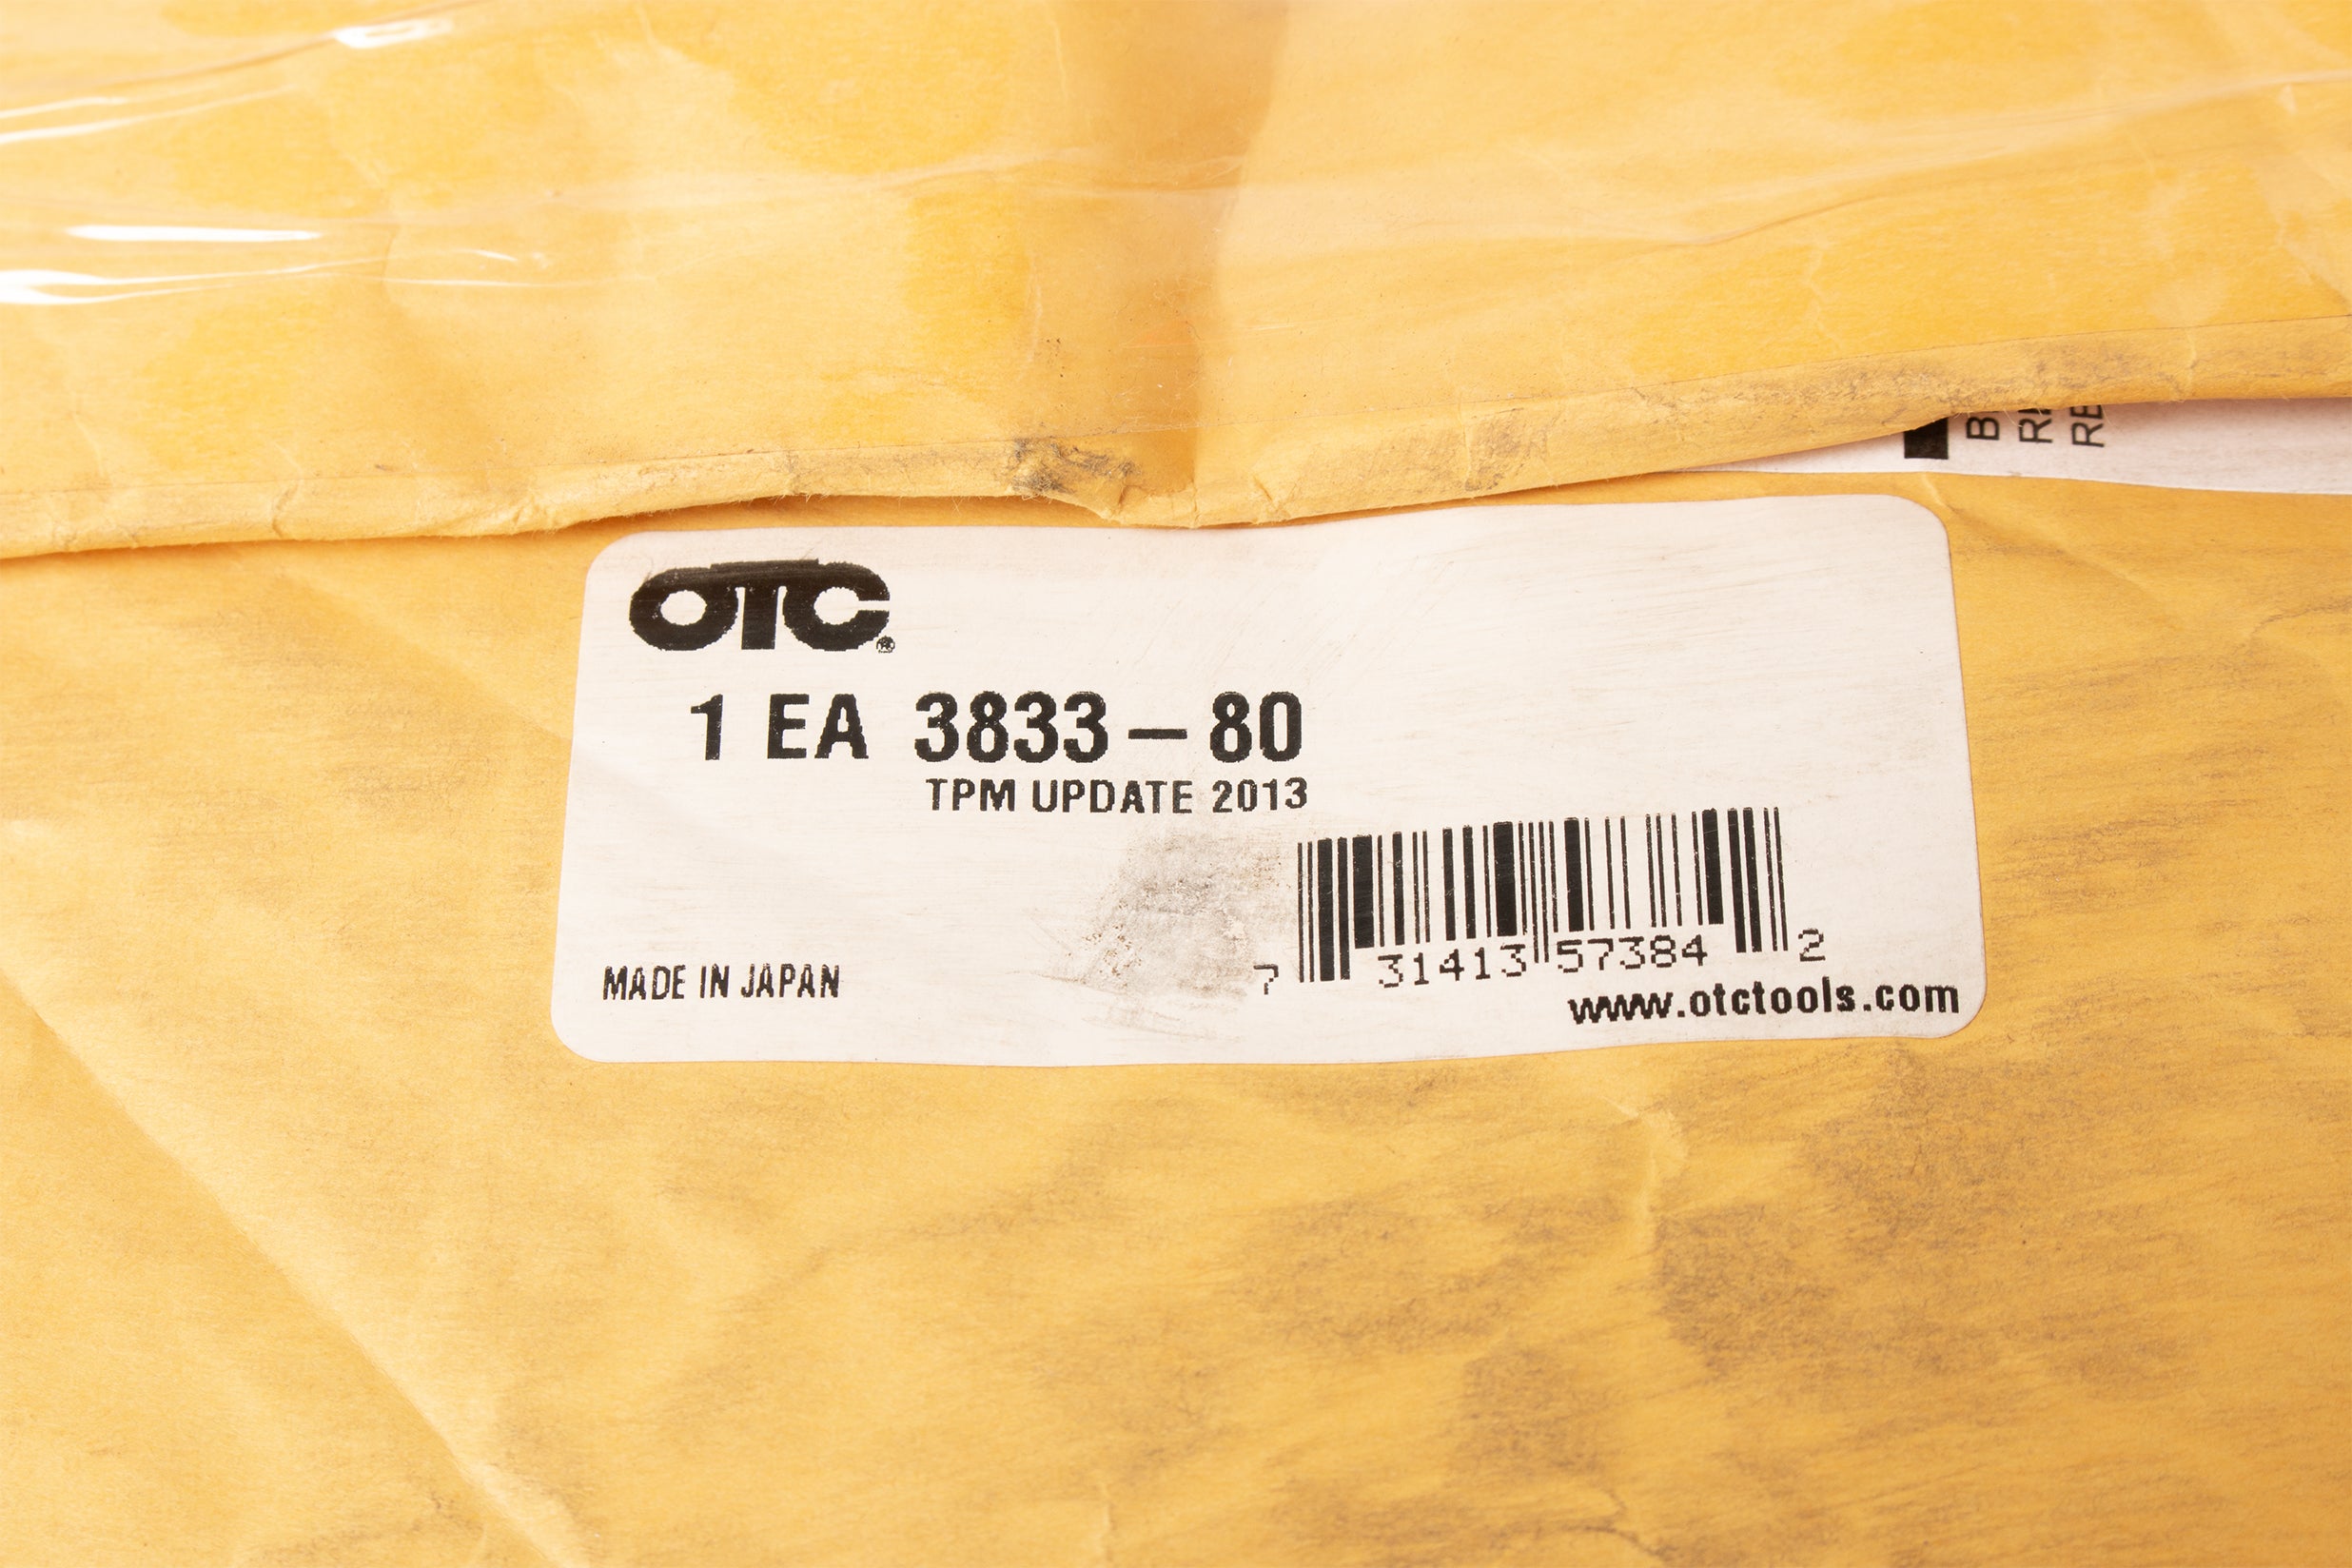 OTC®
1 EA 3833-80
TPM UPDATE 2013
7 31413 57384 2
MADE IN JAPAN
www.otctools.com